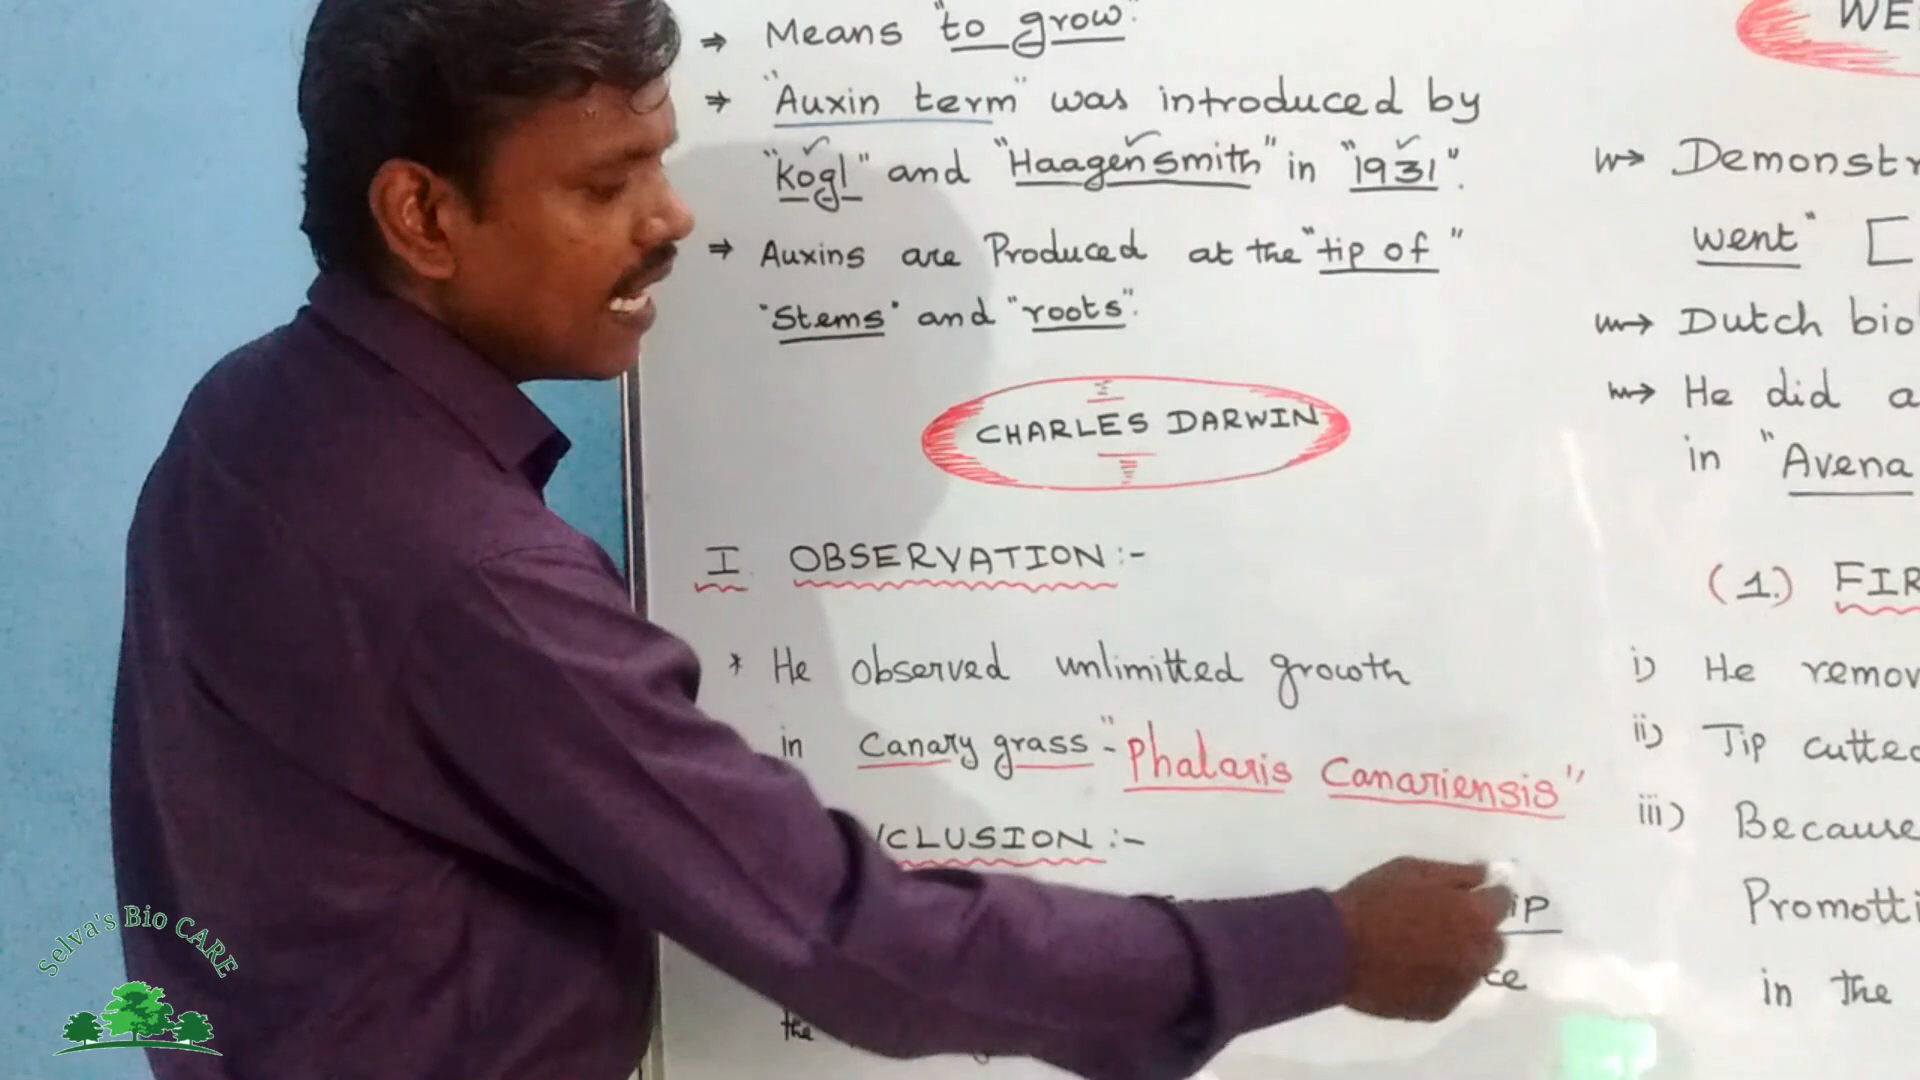 ⇒ Means "to grow".
⇒ "Auxin term" was introduced by
"Kogl" and "Haagensmith" in "1931".
⇒ Auxins are Produced at the "tip of"
"Stems" and "roots".
CHARLES DARWIN
I OBSERVATION:-
* He observed unlimitted growth
in Canary grass - "Phalaris Canariensis"
CLUSION:-
the
WE
Demonstr
went" [
Dutch bio
He did a
in "Avena
(1.) FIR
i) He remov
ii) Tip cutted
iii) Because
Promotti
in the
Selva's Bio CARE